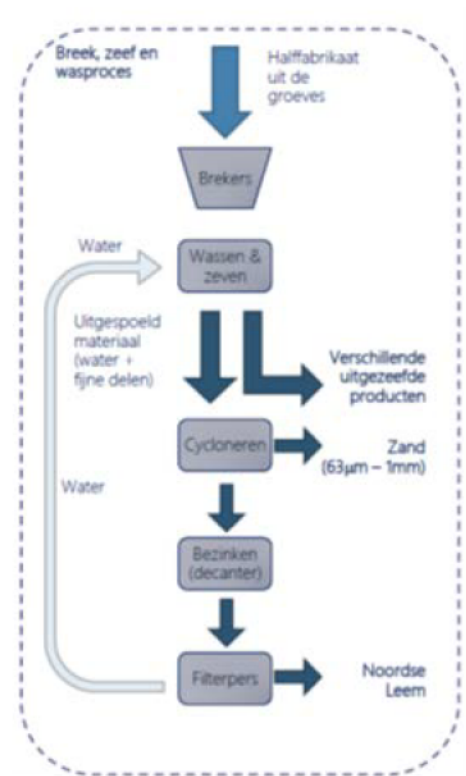 Breek, zeef en
wasproces
Halffabrikaat
uit de
groeves
Brekers
Water
Wassen &
zeven
Uitgespoeld
materiaal
(water +
fijne delen)
Verschillende
uitgezeefde
producten
Cycloneren
Zand
(63µm – 1mm)
Water
Bezinken
(decanter)
Filterpers
Noordse
Leem